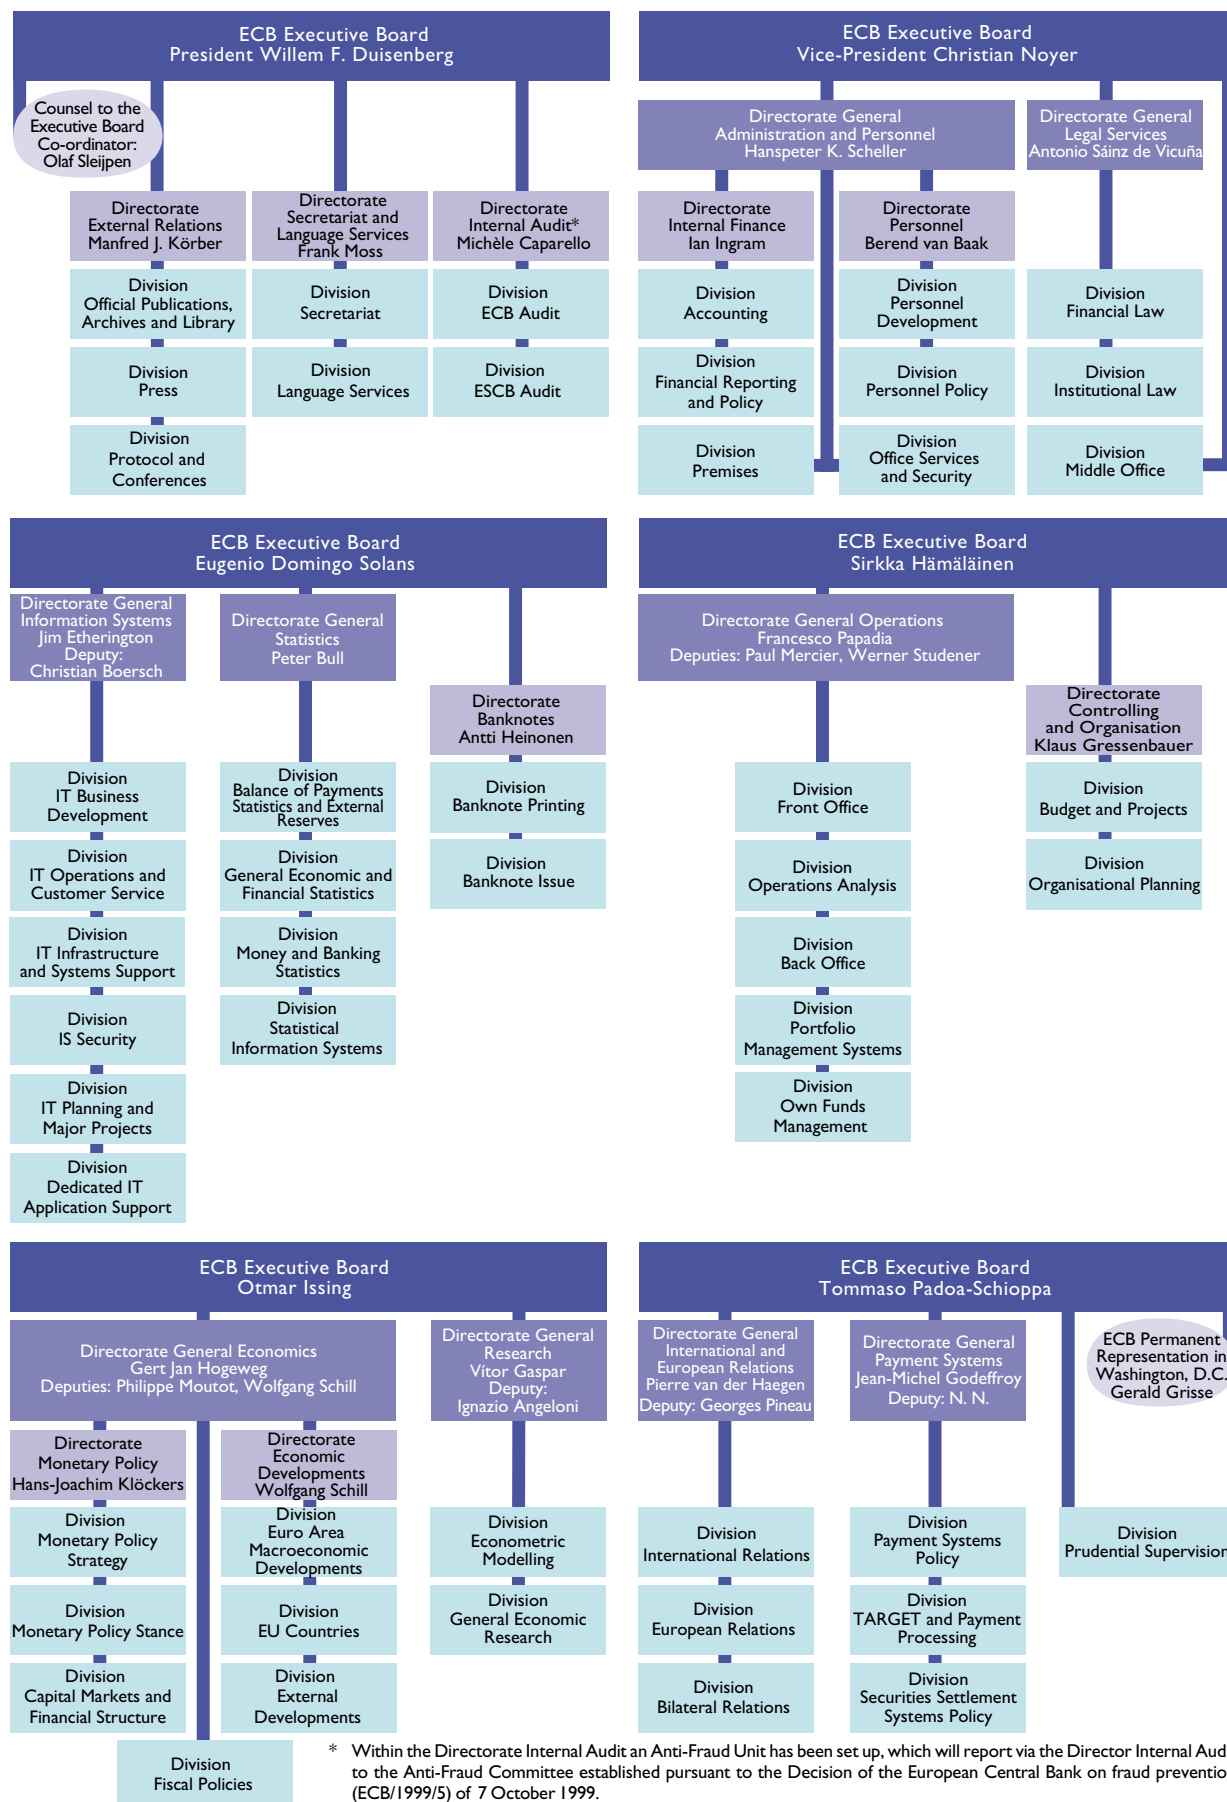 ECB Executive Board
President Willem F. Duisenberg
Counsel to the
Executive Board
Co-ordinator:
Olaf Sleijpen
Directorate
External Relations
Manfred J. Körber
Division
Official Publications,
Archives and Library
Division
Press
Division
Protocol and
Conferences
Directorate
Secretariat and
Language Services
Frank Moss
Division
Secretariat
Division
Language Services
Directorate
Internal Audit*
Michèle Caparello
Division
ECB Audit
Division
ESCB Audit
ECB Executive Board
Vice-President Christian Noyer
Directorate General
Administration and Personnel
Hanspeter K. Scheller
Directorate
Internal Finance
Ian Ingram
Division
Accounting
Division
Financial Reporting
and Policy
Division
Premises
Directorate
Personnel
Berend van Baak
Division
Personnel
Development
Division
Personnel Policy
Division
Office Services
and Security
Directorate General
Legal Services
Antonio Sáinz de Vicuña
Division
Financial Law
Division
Institutional Law
Division
Middle Office
ECB Executive Board
Eugenio Domingo Solans
Directorate General
Information Systems
Jim Etherington
Deputy:
Christian Boersch
Division
IT Business
Development
Division
IT Operations and
Customer Service
Division
IT Infrastructure
and Systems Support
Division
IS Security
Division
IT Planning and
Major Projects
Division
Dedicated IT
Application Support
Directorate General
Statistics
Peter Bull
Division
Balance of Payments
Statistics and External
Reserves
Division
General Economic and
Financial Statistics
Division
Money and Banking
Statistics
Division
Statistical
Information Systems
Directorate
Banknotes
Antti Heinonen
Division
Banknote Printing
Division
Banknote Issue
ECB Executive Board
Sirkka Hämäläinen
Directorate General Operations
Francesco Papadia
Deputies: Paul Mercier, Werner Studener
Division
Front Office
Division
Operations Analysis
Division
Back Office
Division
Portfolio
Management Systems
Division
Own Funds
Management
Directorate
Controlling
and Organisation
Klaus Gressenbauer
Division
Budget and Projects
Division
Organisational Planning
ECB Executive Board
Otmar Issing
Directorate General Economics
Gert Jan Hogeweg
Deputies: Philippe Moutot, Wolfgang Schill
Directorate
Monetary Policy
Hans-Joachim Klöckers
Division
Monetary Policy
Strategy
Division
Monetary Policy Stance
Division
Capital Markets and
Financial Structure
Directorate
Economic
Developments
Wolfgang Schill
Division
Euro Area
Macroeconomic
Developments
Division
EU Countries
Division
External
Developments
Division
Fiscal Policies
Directorate General
Research
Vítor Gaspar
Deputy:
Ignazio Angeloni
Division
Econometric
Modelling
Division
General Economic
Research
ECB Executive Board
Tommaso Padoa-Schioppa
Directorate General
International and
European Relations
Pierre van der Haegen
Deputy: Georges Pineau
Division
International Relations
Division
European Relations
Division
Bilateral Relations
Directorate General
Payment Systems
Jean-Michel Godeffroy
Deputy: N. N.
Division
Payment Systems
Policy
Division
TARGET and Payment
Processing
Division
Securities Settlement
Systems Policy
ECB Permanent
Representation in
Washington, D.C.
Gerald Grisse
Division
Prudential Supervision
* Within the Directorate Internal Audit an Anti-Fraud Unit has been set up, which will report via the Director Internal Aud
to the Anti-Fraud Committee established pursuant to the Decision of the European Central Bank on fraud preventio
(ECB/1999/5) of 7 October 1999.